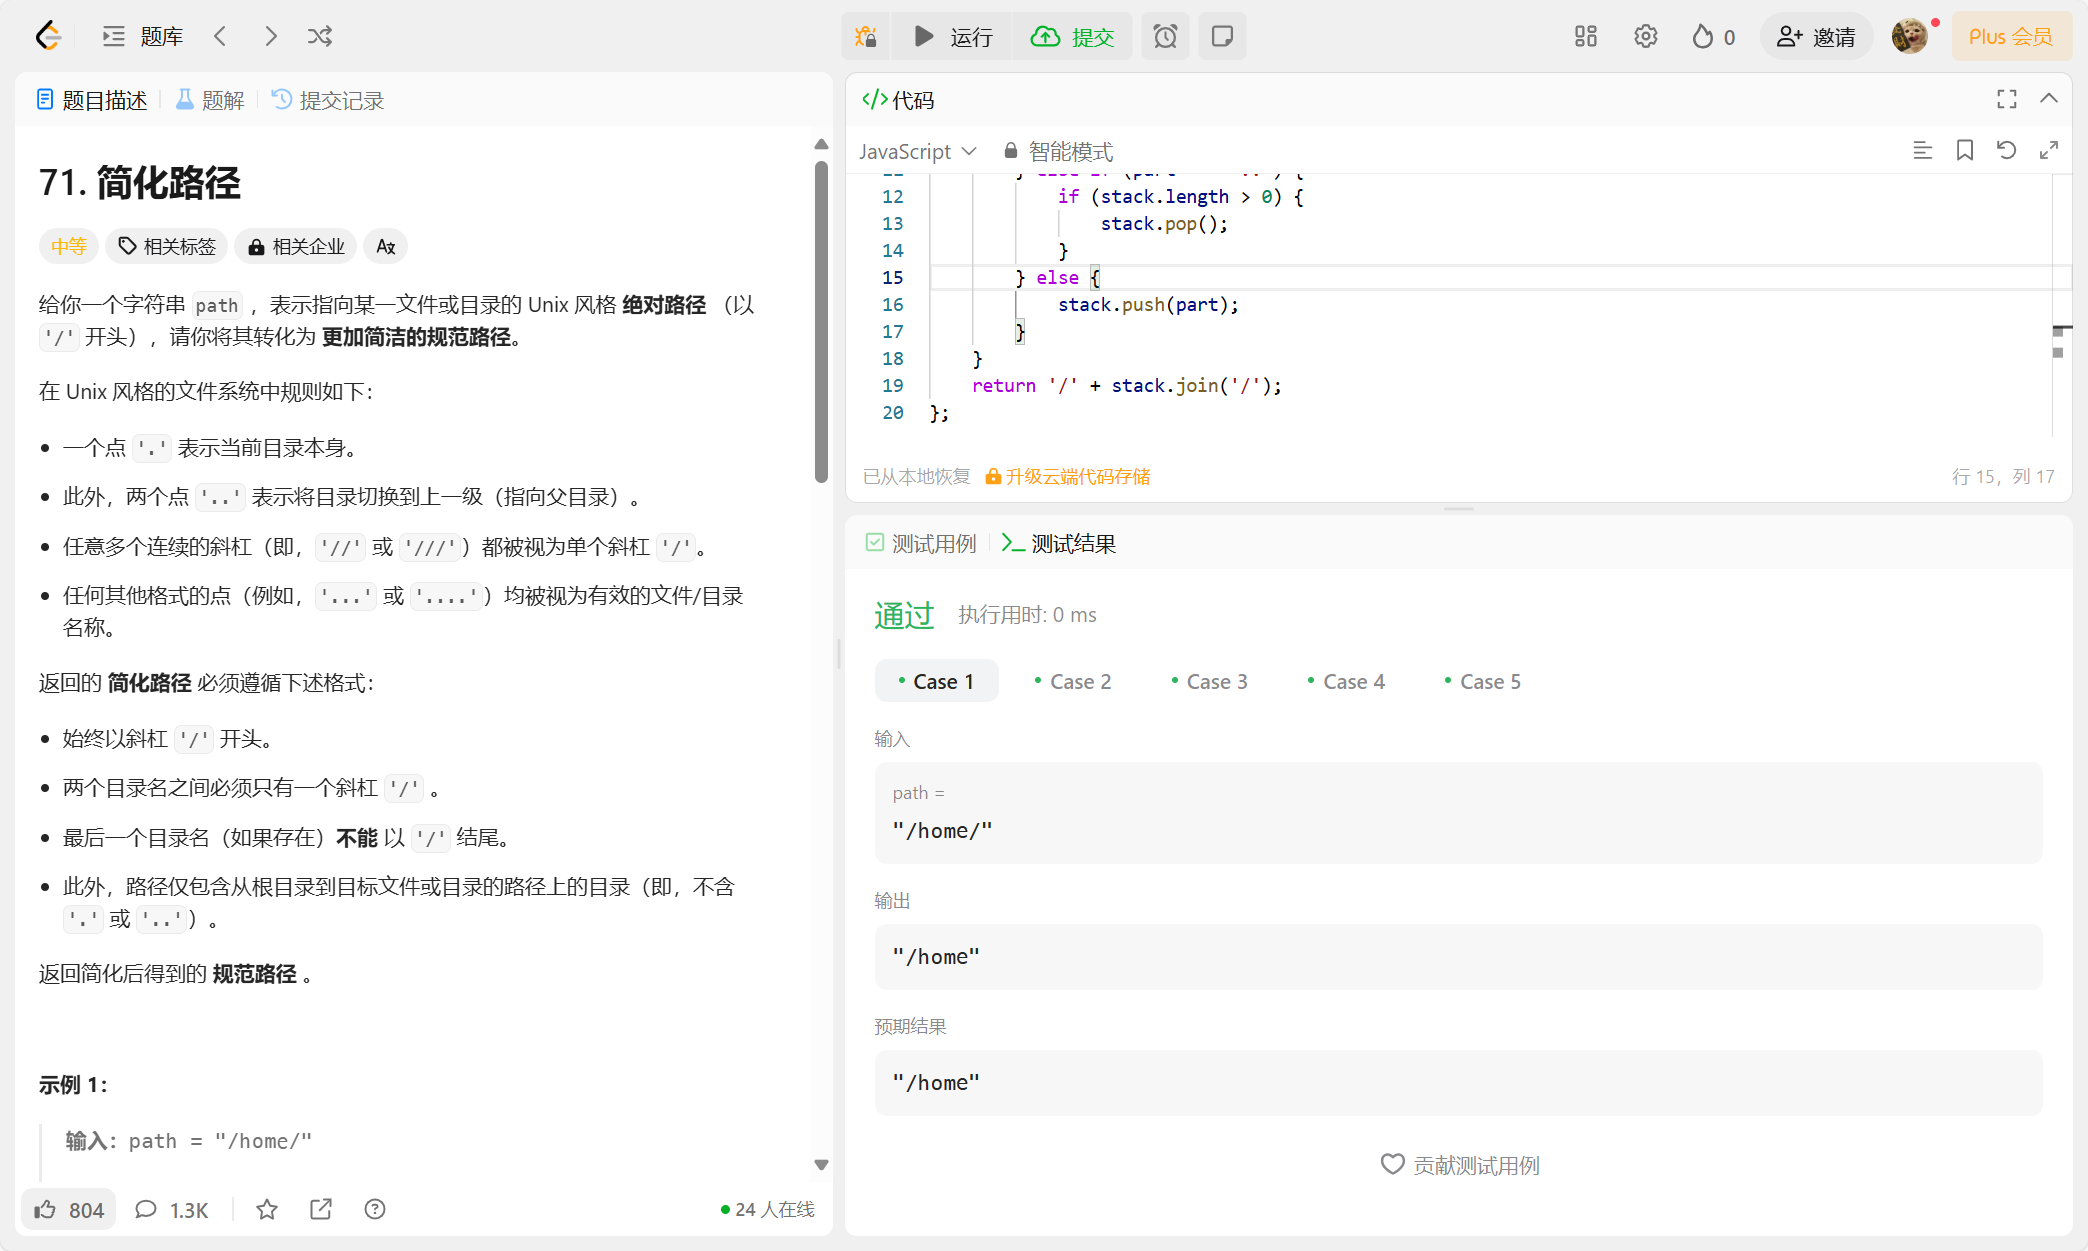 题库
运行
提交
0
邀请
Plus 会员
题目描述
题解
提交记录
71. 简化路径
中等
相关标签
相关企业
给你一个字符串 path ，表示指向某一文件或目录的 Unix 风格 绝对路径 （以
'/' 开头），请你将其转化为 更加简洁的规范路径。
在 Unix 风格的文件系统中规则如下：
一个点 '.' 表示当前目录本身。
此外，两个点 '..' 表示将目录切换到上一级（指向父目录）。
任意多个连续的斜杠（即，'//' 或 '///'）都被视为单个斜杠 '/'。
任何其他格式的点（例如，'...' 或 '....'）均被视为有效的文件/目录
名称。
返回的 简化路径 必须遵循下述格式：
始终以斜杠 '/' 开头。
两个目录名之间必须只有一个斜杠 '/' 。
最后一个目录名（如果存在）不能 以 '/' 结尾。
此外，路径仅包含从根目录到目标文件或目录的路径上的目录（即，不含
'.' 或 '..'）。
返回简化后得到的 规范路径 。
示例 1：
输入：path = "/home/"
804
1.3K
24 人在线
</>代码
JavaScript
智能模式
12 if (stack.length > 0) {
13 stack.pop();
14 }
15 } else {
16 stack.push(part);
17 }
18 }
19 return '/' + stack.join('/');
20 };
已从本地恢复
升级云端代码存储
行 15，列 17
测试用例
测试结果
通过
执行用时: 0 ms
Case 1
Case 2
Case 3
Case 4
Case 5
输入
path =
"/home/"
输出
"/home"
预期结果
"/home"
贡献测试用例